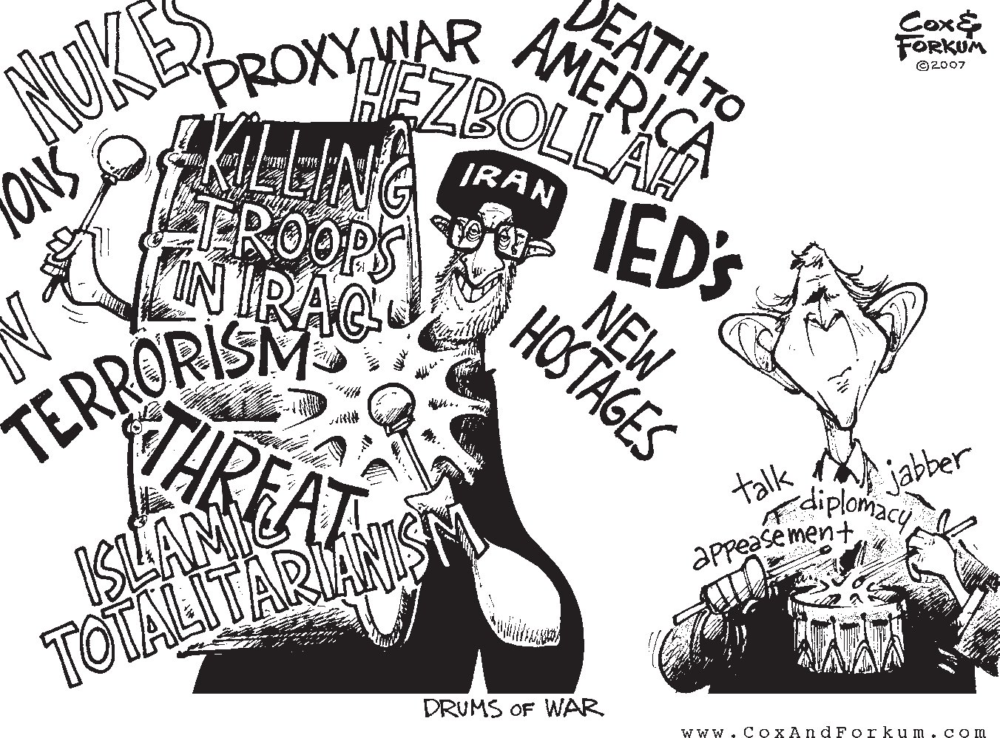 NUKES
PROXY WAR
HEZBOLLAH
DEATH TO
AMERICA
Cox &
FORKUM
©2007
IONS
KILLING
TROOPS
IN IRAQ
IRAN
IED's
NEW
HOSTAGES
N
TERRORISM
THREAT
ISLAMIC
TOTALITARIANISM
talk
jabber
diplomacy
appeasement
DRUMS OF WAR
www.CoxAndForkum.com